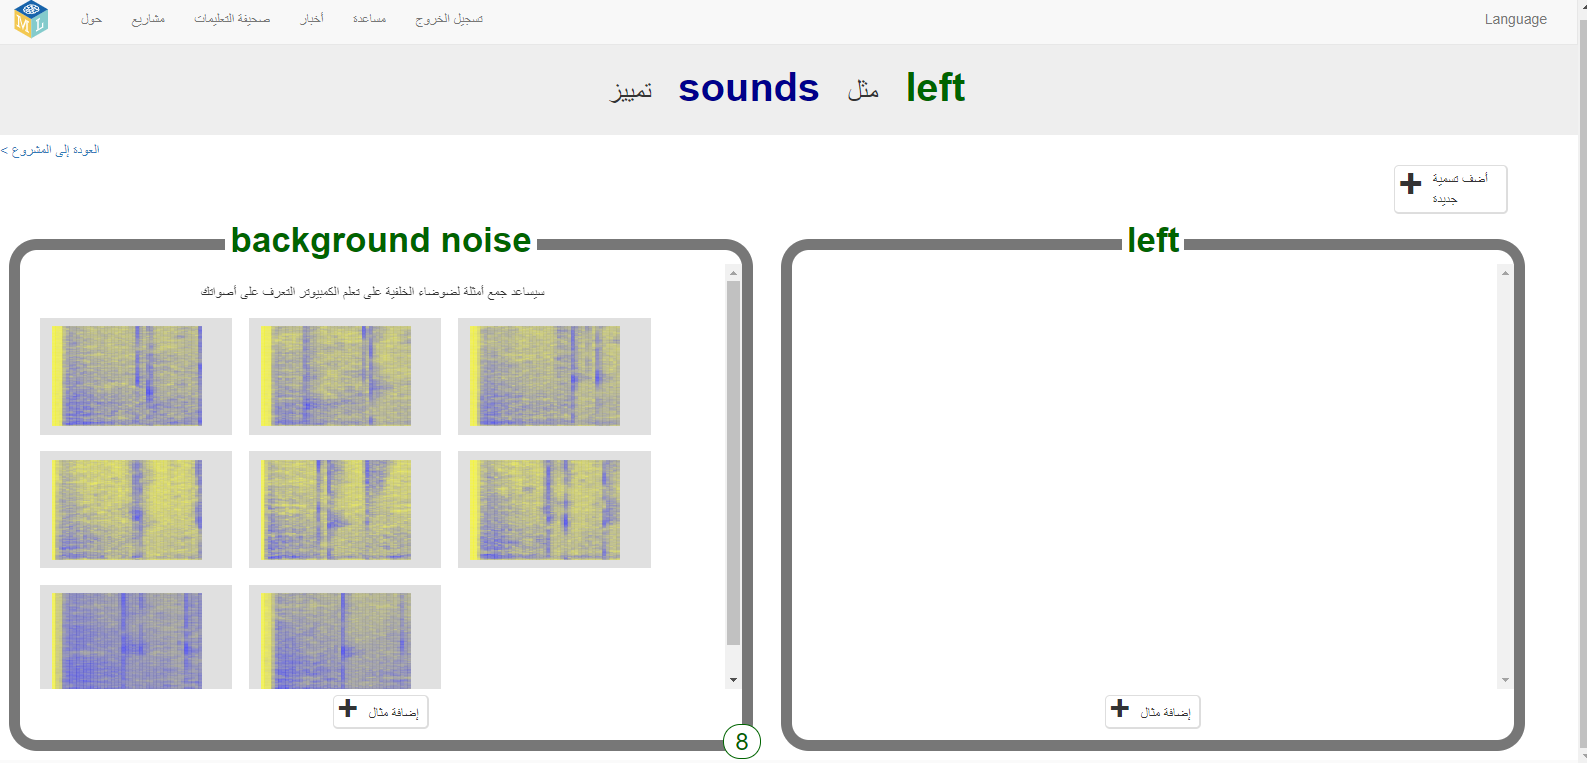 ML حول مشاريع صحيفة التعليمات أخبار مساعدة تسجيل الخروج Language
تمييز sounds مثل left
العودة إلى المشروع >
أضف تسمية
جديدة
background noise
سيساعد جمع أمثلة لضوضاء الخلفية على تعلم الكمبيوتر التعرف على أصواتك
إضافة مثال
8
left
إضافة مثال